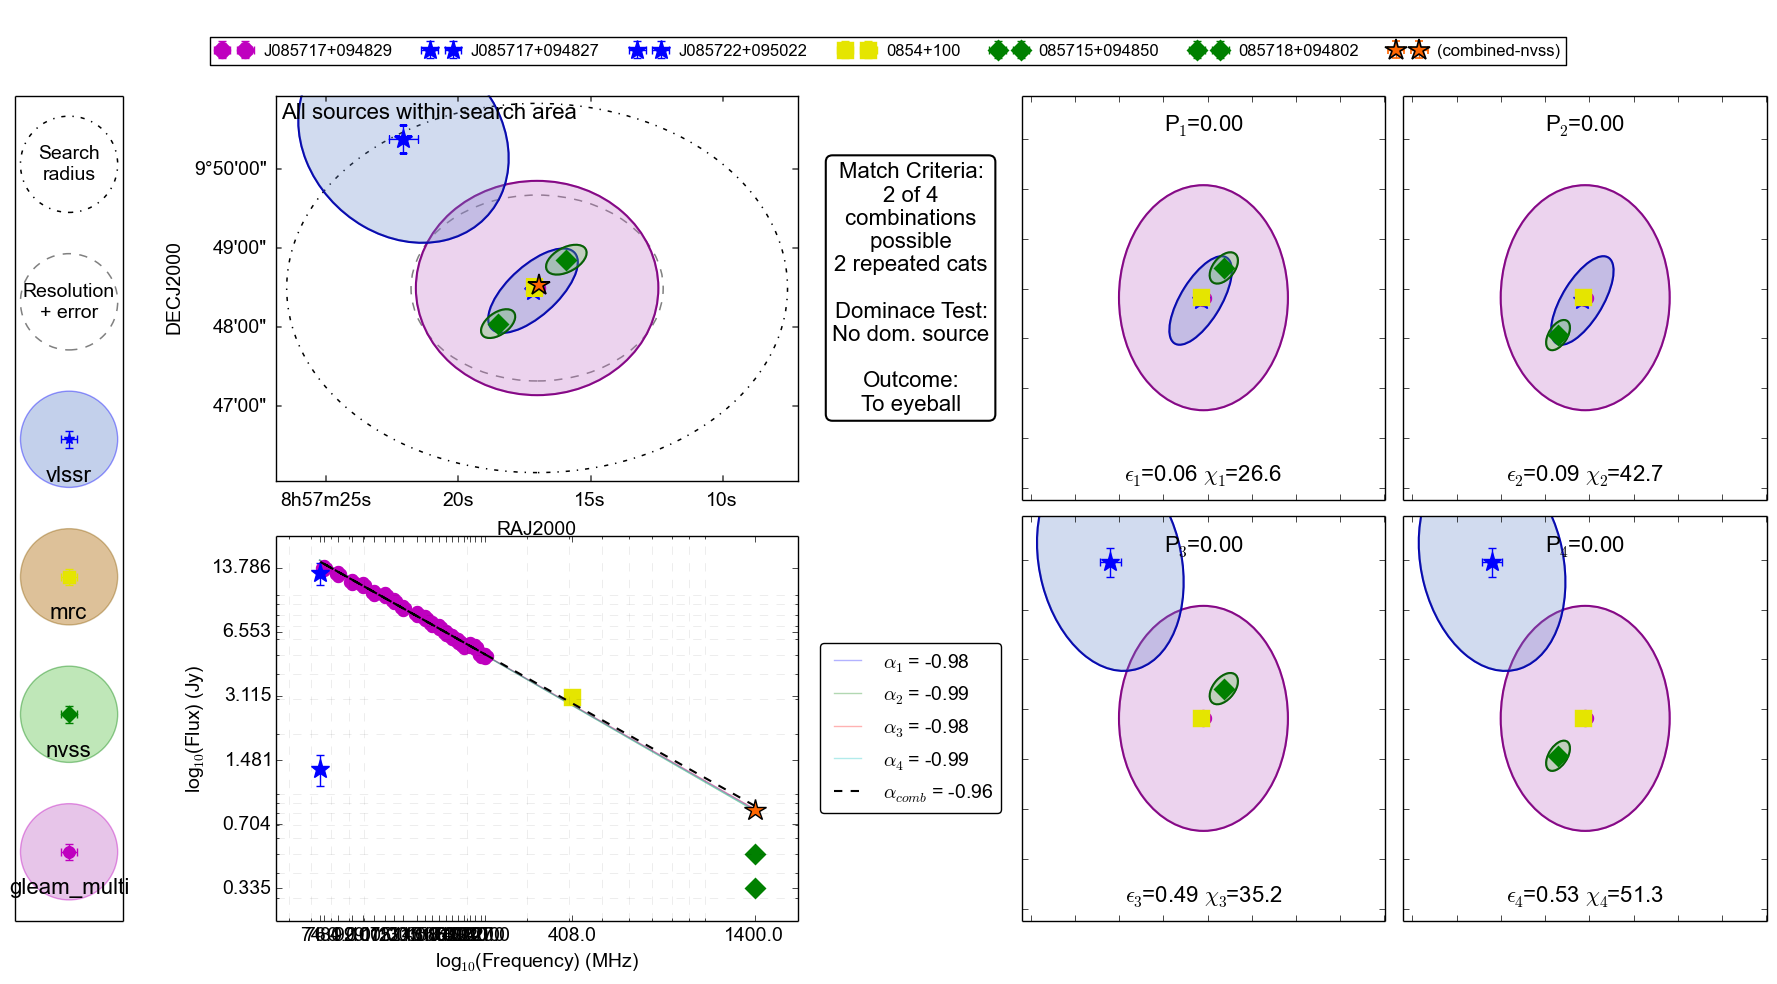 J085717+094829 J085717+094827 J085722+095022 0854+100 085715+094850 085718+094802 (combined-nvss)
Search
radius
Resolution
+ error
vlssr
mrc
nvss
gleam_multi
All sources within search area
DECJ2000
9°50'00"
49'00"
48'00"
47'00"
8h57m25s 20s 15s 10s
RAJ2000
Match Criteria:
2 of 4
combinations
possible
2 repeated cats
Dominace Test:
No dom. source
Outcome:
To eyeball
P1=0.00
ϵ1=0.06 χ1=26.6
P2=0.00
ϵ2=0.09 χ2=42.7
P3=0.00
ϵ3=0.49 χ3=35.2
P4=0.00
ϵ4=0.53 χ4=51.3
log10(Flux) (Jy)
13.786
6.553
3.115
1.481
0.704
0.335
408.0 1400.0
log10(Frequency) (MHz)
α1 = -0.98
α2 = -0.99
α3 = -0.98
α4 = -0.99
αcomb = -0.96